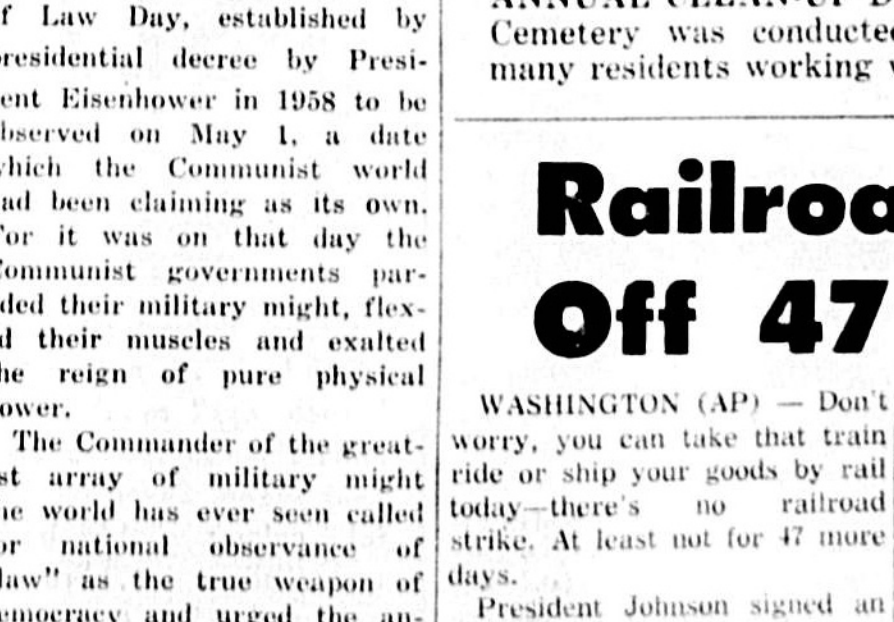 f Law Day, established by
residential decree by Presi-
ent Eisenhower in 1958 to be
bserved on May 1, a date
hich the Communist world
ad been claiming as its own.
or it was on that day the
ommunist governments par-
ded their military might, flex-
d their muscles and exalted
he reign of pure physical
ower.
The Commander of the great-
st array of military might
he world has ever seen called
or national observance of
law" as the true weapon of
emocracy and urged the an-
ANNUAL CLEAN-UP D
Cemetery was conducte
many residents working
Railroa
Off 47
WASHINGTON (AP) — Don't
worry, you can take that train
ride or ship your goods by rail
today—there's no railroad
strike. At least not for 47 more
days.
President Johnson signed an